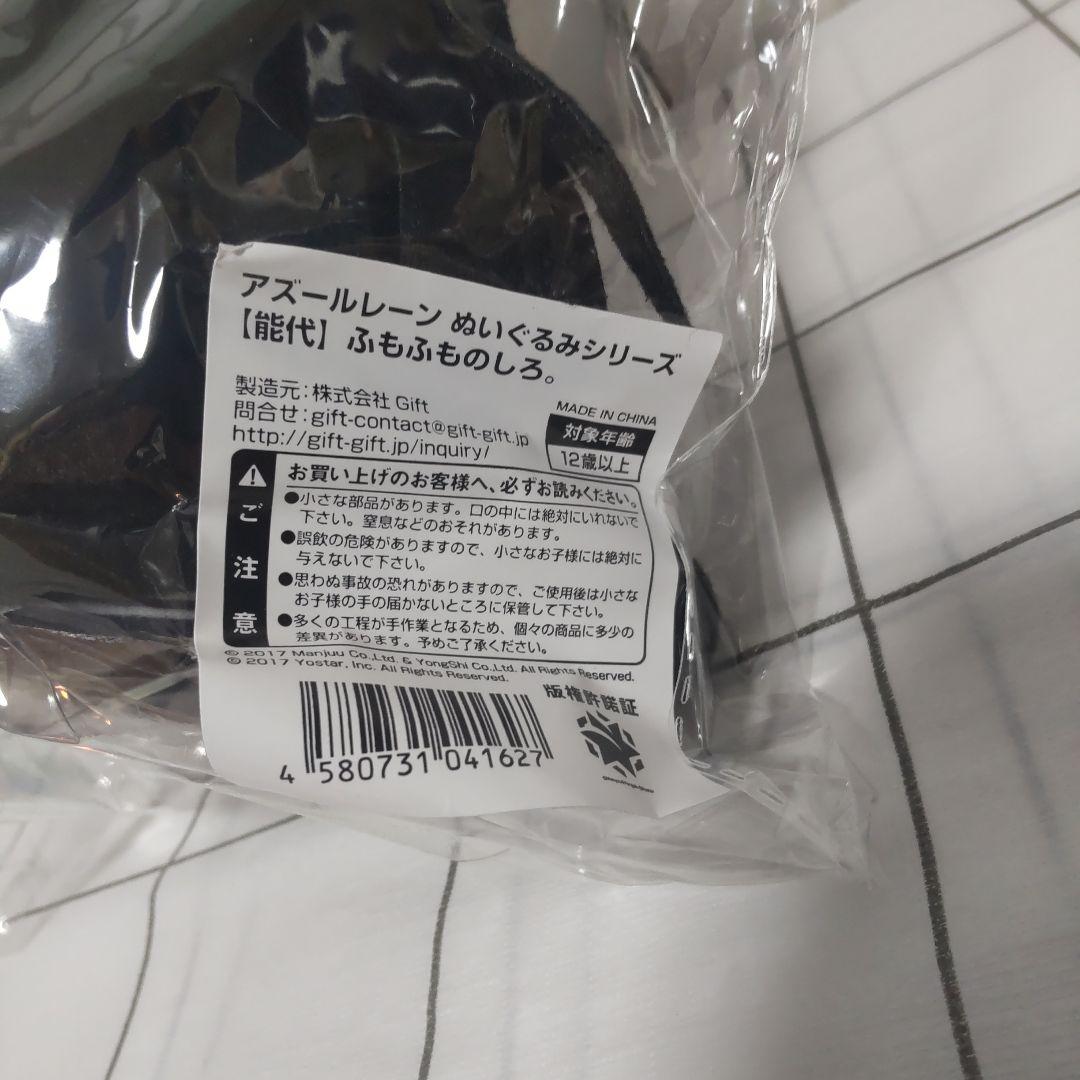 アズールレーン ぬいぐるみシリーズ
【能代】ふもふものしろ。
製造元：株式会社 Gift
問合せ：gift-contact@gift-gift.jp
http://gift-gift.jp/inquiry/
MADE IN CHINA
対象年齢
12歳以上
ご注意
お買い上げのお客様へ、必ずお読みください。
●小さな部品があります。口の中には絶対にいれないで
下さい。窒息などのおそれがあります。
●誤飲の危険がありますので、小さなお子様には絶対に
与えないで下さい。
●思わぬ事故の恐れがありますので、ご使用後は小さな
お子様の手の届かないところに保管して下さい。
●多くの工程が手作業となるため、個々の商品に多少の
差異があります。予めご了承ください。
© 2017 Manjuu Co.,Ltd. & YongShi Co.,Ltd. All Rights Reserved.
© 2017 Yostar, Inc. All Rights Reserved.
版権許諾証
4 580731 041627